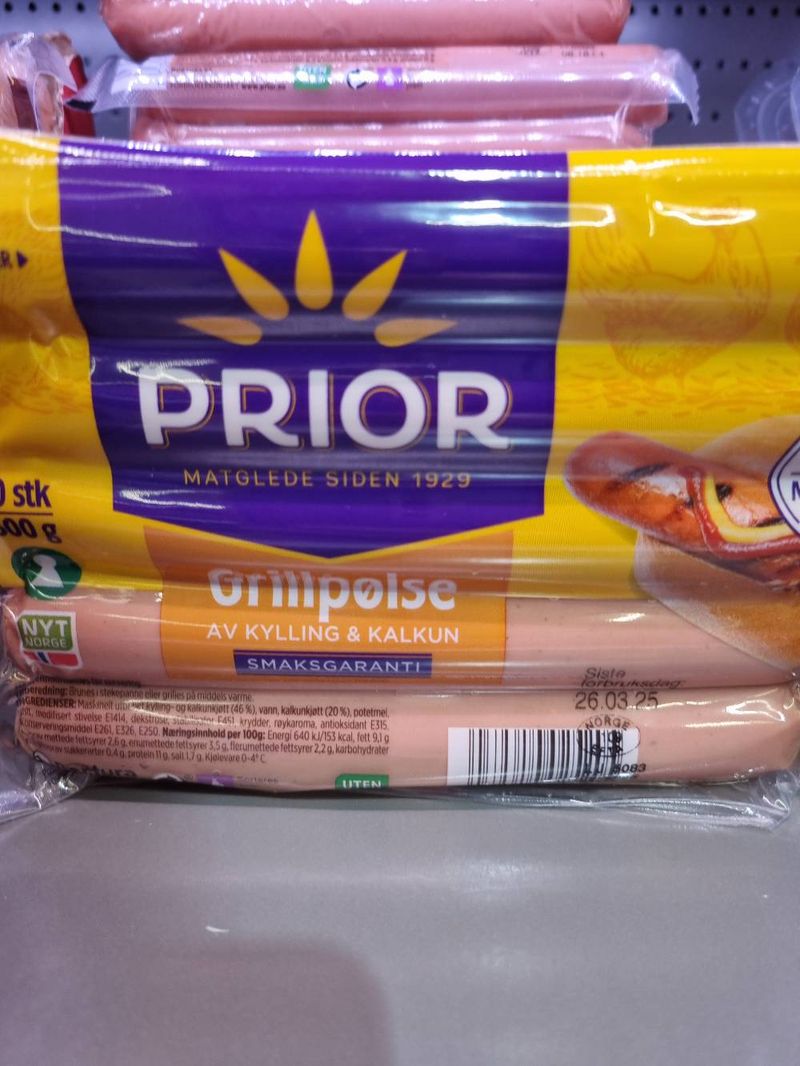 www.prior.no
PRIOR
MATGLEDE SIDEN 1929
stk
g
Grillpølse
AV KYLLING & KALKUN
SMAKSGARANTI
NYT
NORGE
Siste
forbruksdag:
26.03.25
NORGE
Brunes i stekepanne eller grilles på middels varme.
INGREDIENSER: Maskinelt utbenet kylling- og kalkunkjøtt (46 %), vann, kalkunkjøtt (20 %), potetmel,
modifisert stivelse E1414, dekstrose, stabilisator E451, krydder, røykaroma, antioksidant E315,
konserveringsmiddel E261, E326, E250. Næringsinnhold per 100g: Energi 640 kJ/153 kcal, fett 9,1 g
mettede fettsyrer 2,6 g, enumettede fettsyrer 3,5 g, flerumettede fettsyrer 2,2 g, karbohydrater
sukkerarter 0,4 g, protein 11 g, salt 1,7 g. Kjølevare 0-4° C.
UTEN